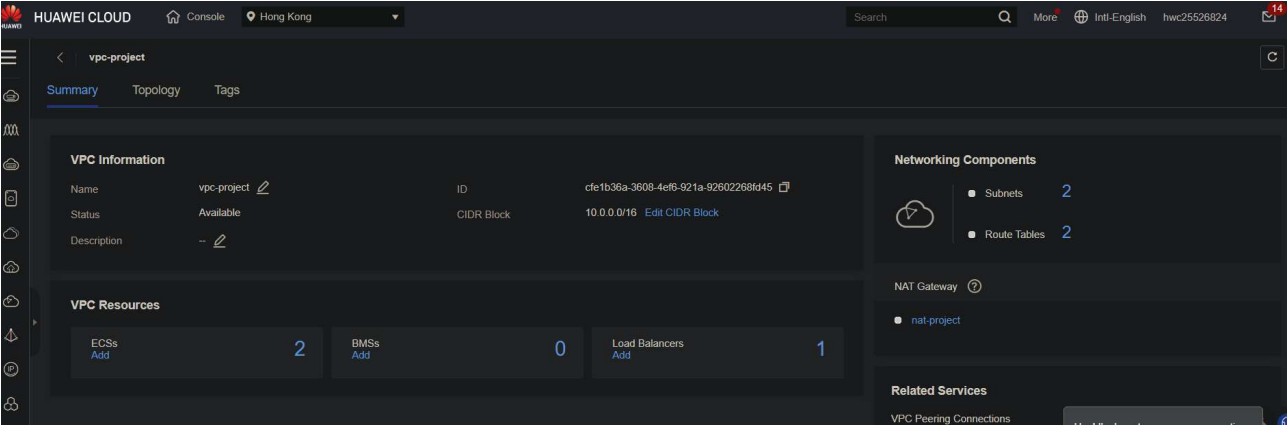 HUAWEI HUAWEI CLOUD Console Hong Kong Search More Intl-English hwc25526824 14
vpc-project
Summary Topology Tags
VPC Information
Name vpc-project ID cfe1b36a-3608-4ef6-921a-92602268fd45
Status Available CIDR Block 10.0.0.0/16 Edit CIDR Block
Description --
VPC Resources
ECSs 2
Add
BMSs 0
Add
Load Balancers 1
Add
Networking Components
Subnets 2
Route Tables 2
NAT Gateway ?
nat-project
Related Services
VPC Peering Connections
IP